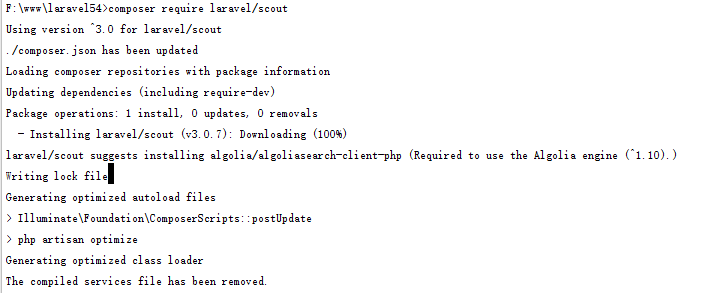 F:\www\laravel54>composer require laravel/scout
Using version ^3.0 for laravel/scout
./composer.json has been updated
Loading composer repositories with package information
Updating dependencies (including require-dev)
Package operations: 1 install, 0 updates, 0 removals
- Installing laravel/scout (v3.0.7): Downloading (100%)
laravel/scout suggests installing algolia/algoliasearch-client-php (Required to use the Algolia engine (^1.10).)
Writing lock file
Generating optimized autoload files
> Illuminate\Foundation\ComposerScripts::postUpdate
> php artisan optimize
Generating optimized class loader
The compiled services file has been removed.